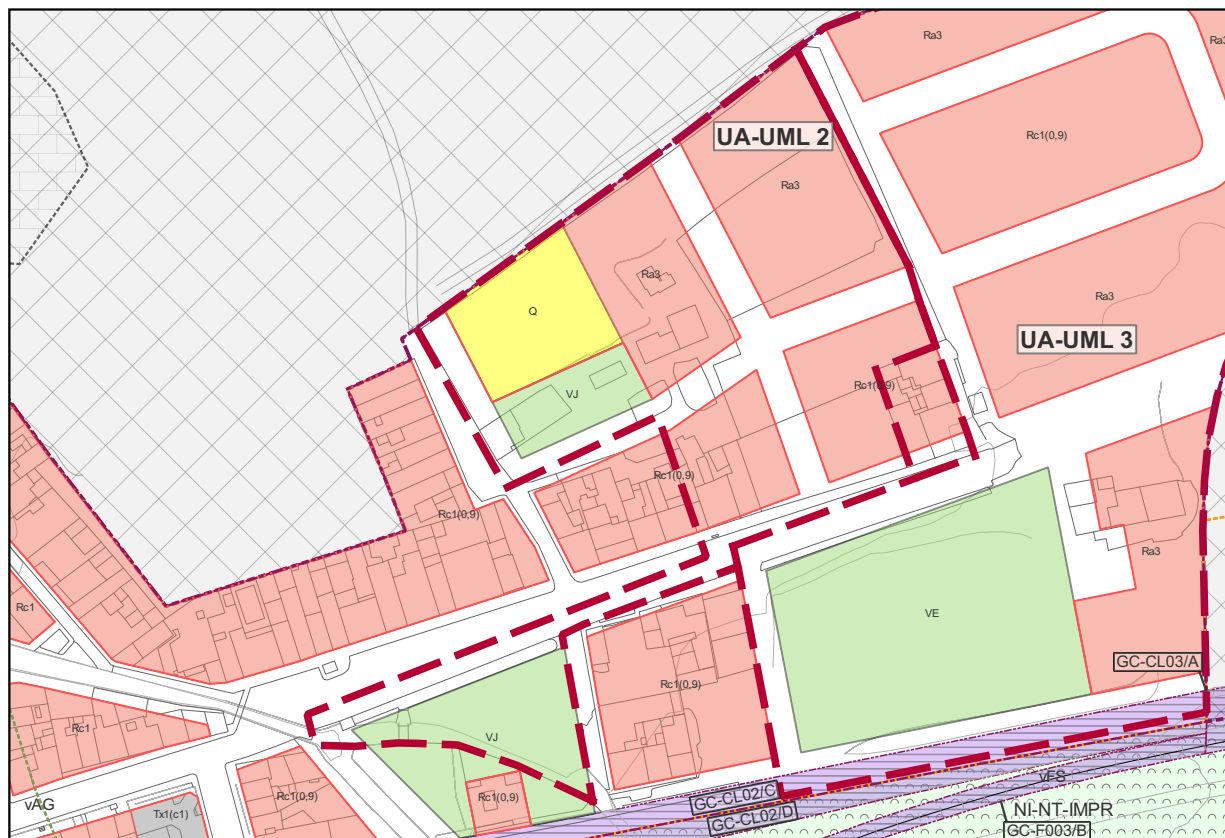 Ra3
Ra3
UA-UML 2
Rc1(0,9)
Ra3
Ra3
Ra3
Q
UA-UML 3
VJ
Rc1(0,9)
Rc1(0,9)
Rc1(0,9)
Ra3
Rc1
VE
GC-CL03/A
Rc1(0,9)
Rc1
VJ
vFS
Rc1(0,9)
Rc1(0,9)
GC-CL02/C
vAG
Tx1(c1)
GC-CL02/D
NI-NT-IMPR
GC-F003/B